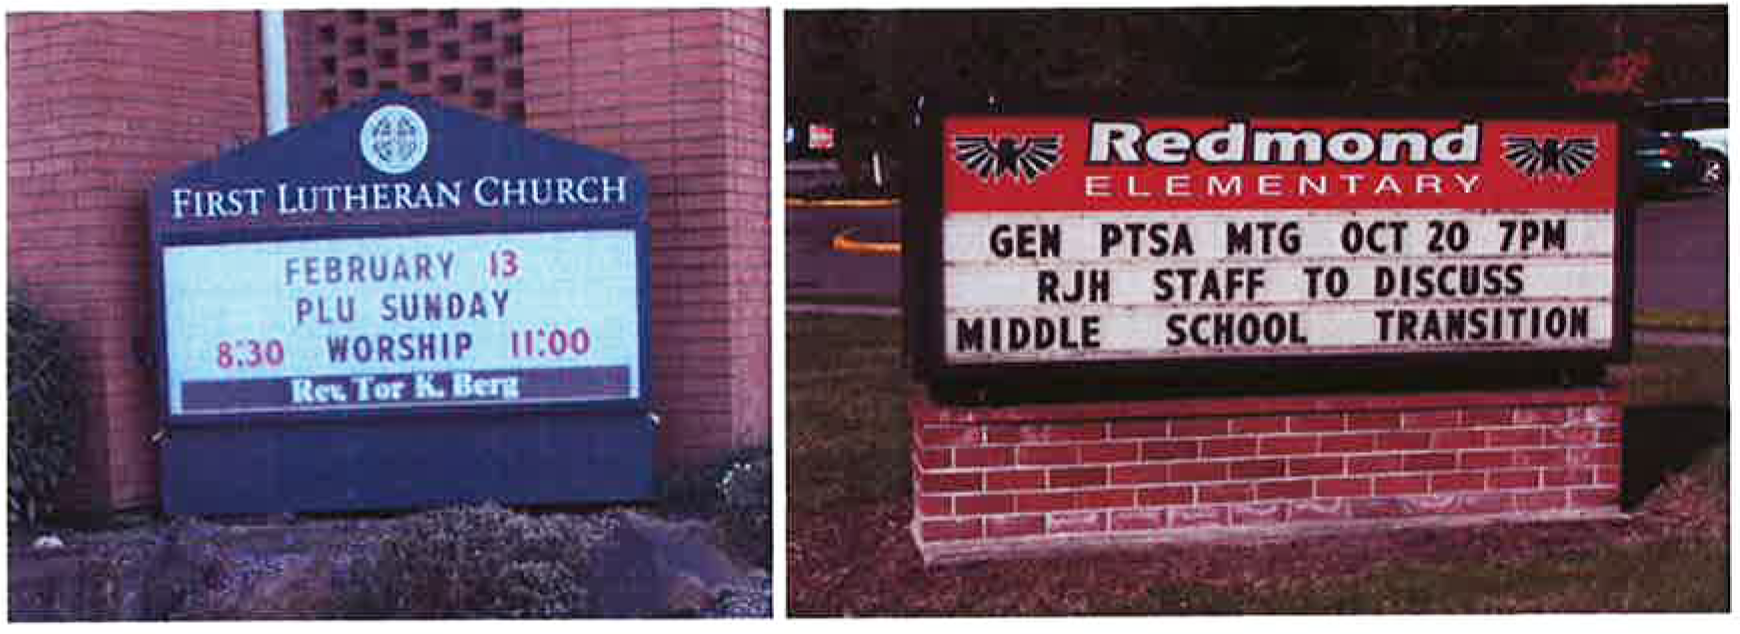 FIRST LUTHERAN CHURCH
FEBRUARY 13
PLU SUNDAY
8:30 WORSHIP 11:00
Rev. Tor K. Berg
Redmond
ELEMENTARY
GEN PTSA MTG OCT 20 7PM
RJH STAFF TO DISCUSS
MIDDLE SCHOOL TRANSITION